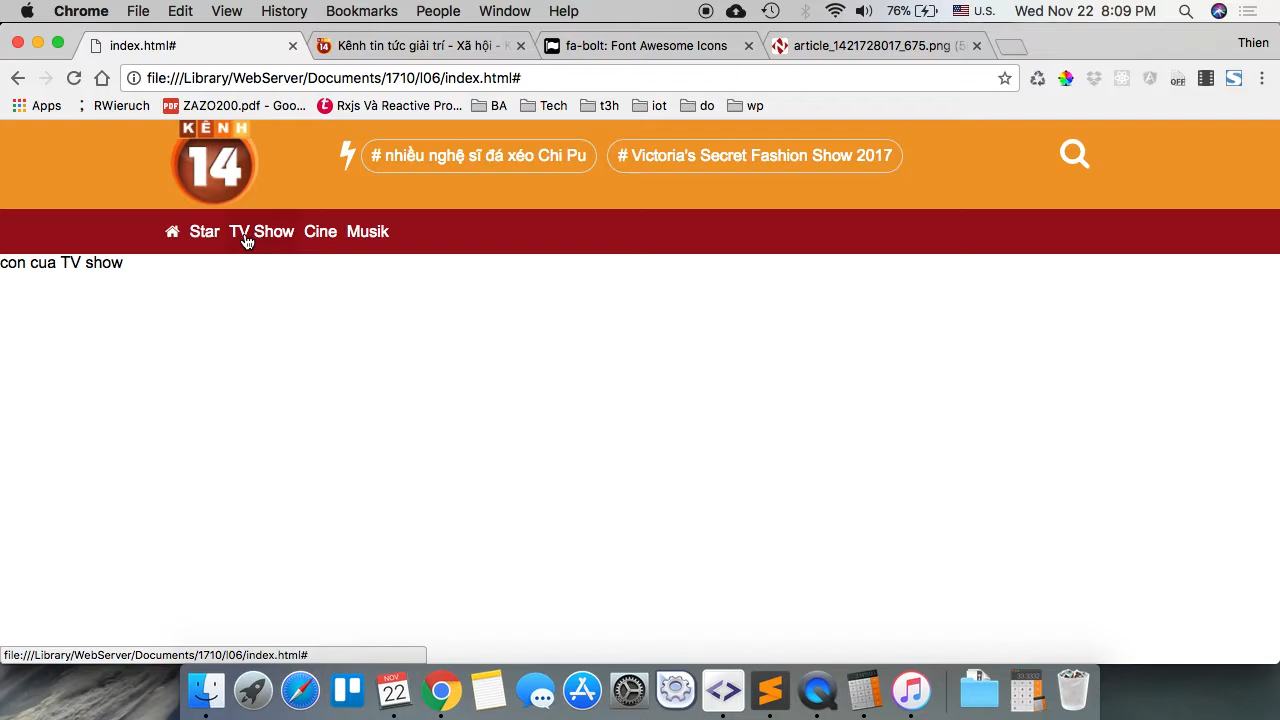 Chrome File Edit View History Bookmarks People Window Help 76% U.S. Wed Nov 22 8:09 PM
index.html# Kênh tin tức giải trí - Xã hội - fa-bolt: Font Awesome Icons article_1421728017_675.png Thien
file:///Library/WebServer/Documents/1710/l06/index.html# OFF
Apps RWieruch PDF ZAZO200.pdf - Goo... Rxjs Và Reactive Pro... BA Tech t3h iot do wp
KÊNH
14
# nhiều nghệ sĩ đá xéo Chi Pu # Victoria's Secret Fashion Show 2017
Star TV Show Cine Musik
con cua TV show
file:///Library/WebServer/Documents/1710/l06/index.html#
NOV
22